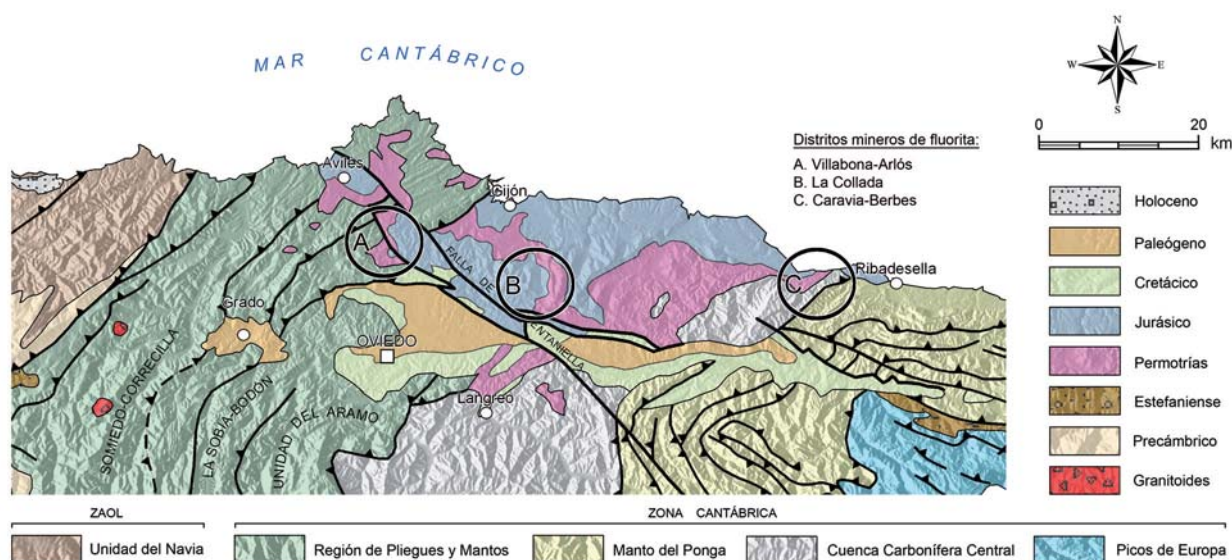 MAR CANTÁBRICO
N
W E
S
0 20
km
Distritos mineros de fluorita:
A. Villabona-Arlós
B. La Collada
C. Caravia-Berbes
Avilés
Gijón
A
B
C
Ribadesella
FALLA DE VENTANIELLA
Grado
OVIEDO
Langreo
SOMIEDO-CORRECILLA
LA SOBIA-BODÓN
UNIDAD DEL ARAMO
Holoceno
Paleógeno
Cretácico
Jurásico
Permotrías
Estefaniense
Precámbrico
Granitoides
ZAOL
ZONA CANTÁBRICA
Unidad del Navia
Región de Pliegues y Mantos
Manto del Ponga
Cuenca Carbonífera Central
Picos de Europa